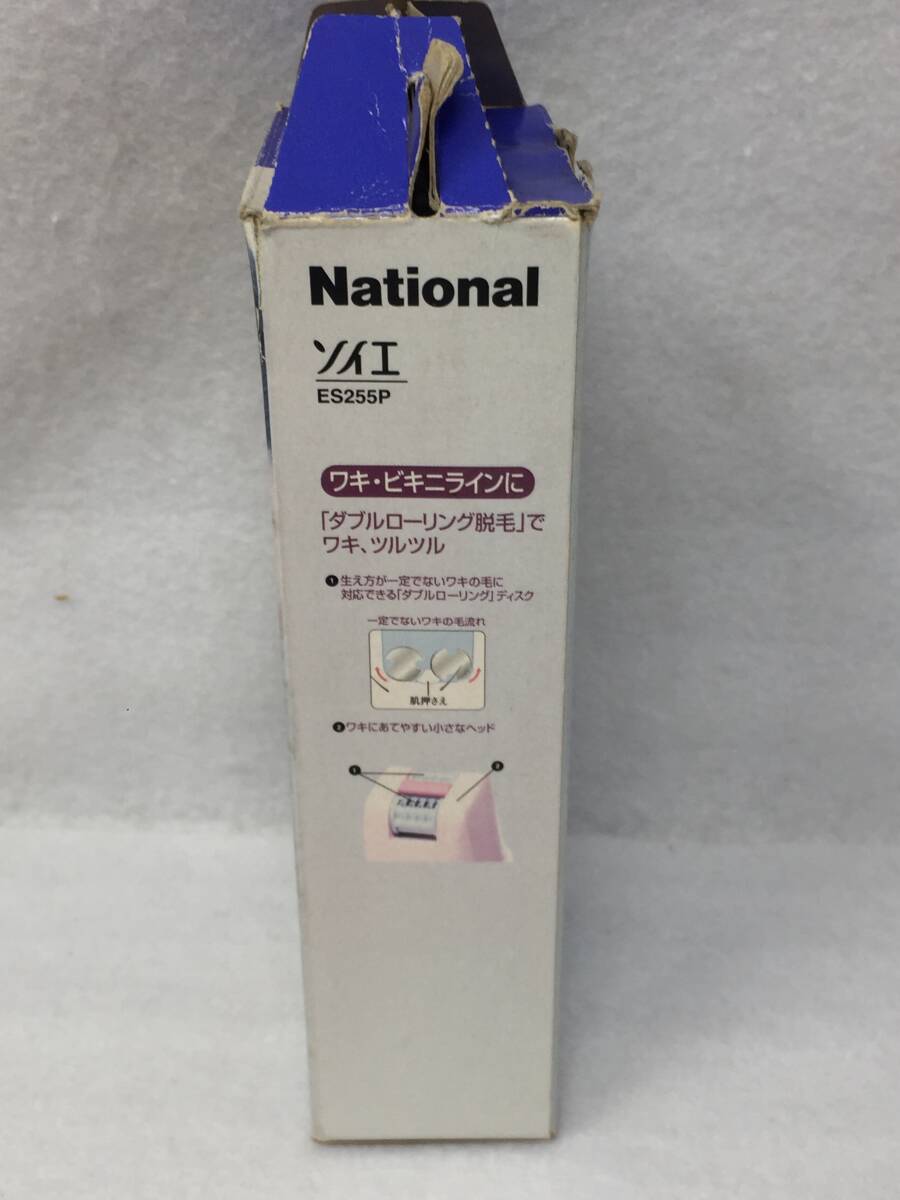 National
ソイエ
ES255P
ワキ・ビキニラインに
「ダブルローリング脱毛」で
ワキ、ツルツル
❶生え方が一定でないワキの毛に
対応できる「ダブルローリング」ディスク
一定でないワキの毛流れ
肌押さえ
❷ワキにあてやすい小さなヘッド
❶ ❷